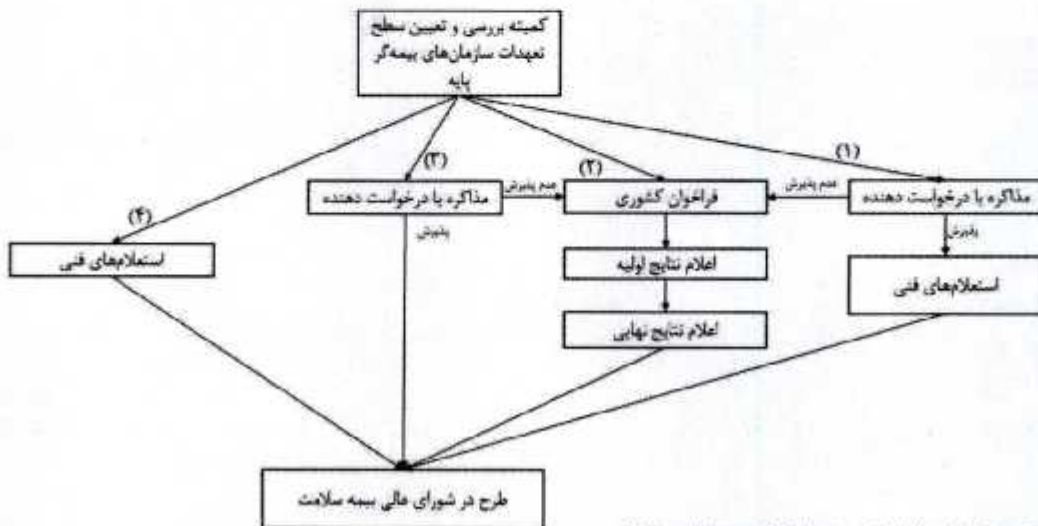 کمیته بررسی و تعیین سطح
تعهدات سازمان‌های بیمه‌گر
پایه
(۱)
(۲)
(۳)
(۴)
مذاکره با درخواست دهنده
عدم پذیرش
فراخوان کشوری
عدم پذیرش
مذاکره با درخواست دهنده
پذیرش
پذیرش
استعلام‌های فنی
اعلام نتایج اولیه
استعلام‌های فنی
اعلام نتایج نهایی
طرح در شورای عالی بیمه سلامت